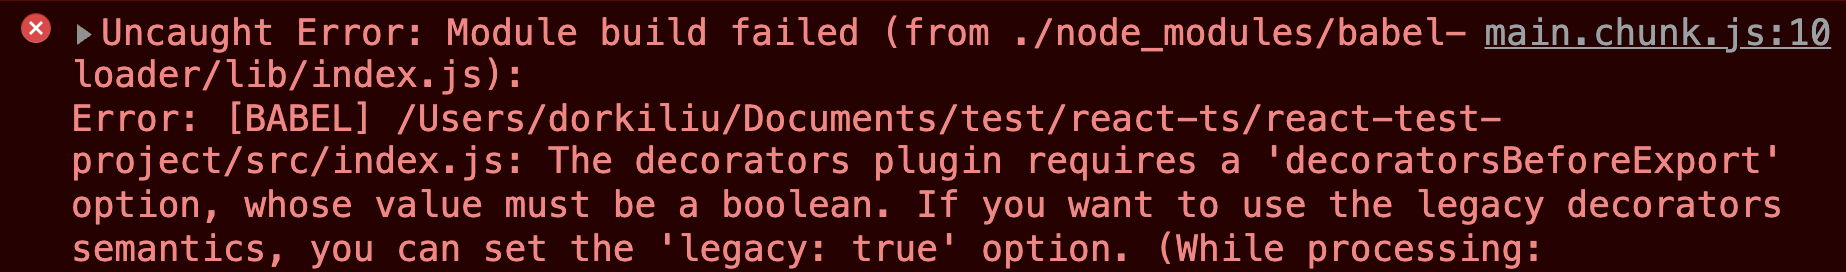 Uncaught Error: Module build failed (from ./node_modules/babel- main.chunk.js:10
loader/lib/index.js):
Error: [BABEL] /Users/dorkiliu/Documents/test/react-ts/react-test-
project/src/index.js: The decorators plugin requires a 'decoratorsBeforeExport'
option, whose value must be a boolean. If you want to use the legacy decorators
semantics, you can set the 'legacy: true' option. (While processing: